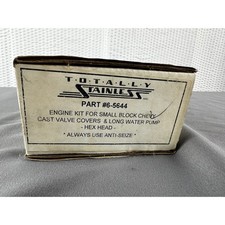 T·O·T·A·L·L·Y
STAINLESS
PART #6-5644
ENGINE KIT FOR SMALL BLOCK CHEVY
CAST VALVE COVERS & LONG WATER PUMP
- HEX HEAD -
* ALWAYS USE ANTI-SEIZE *